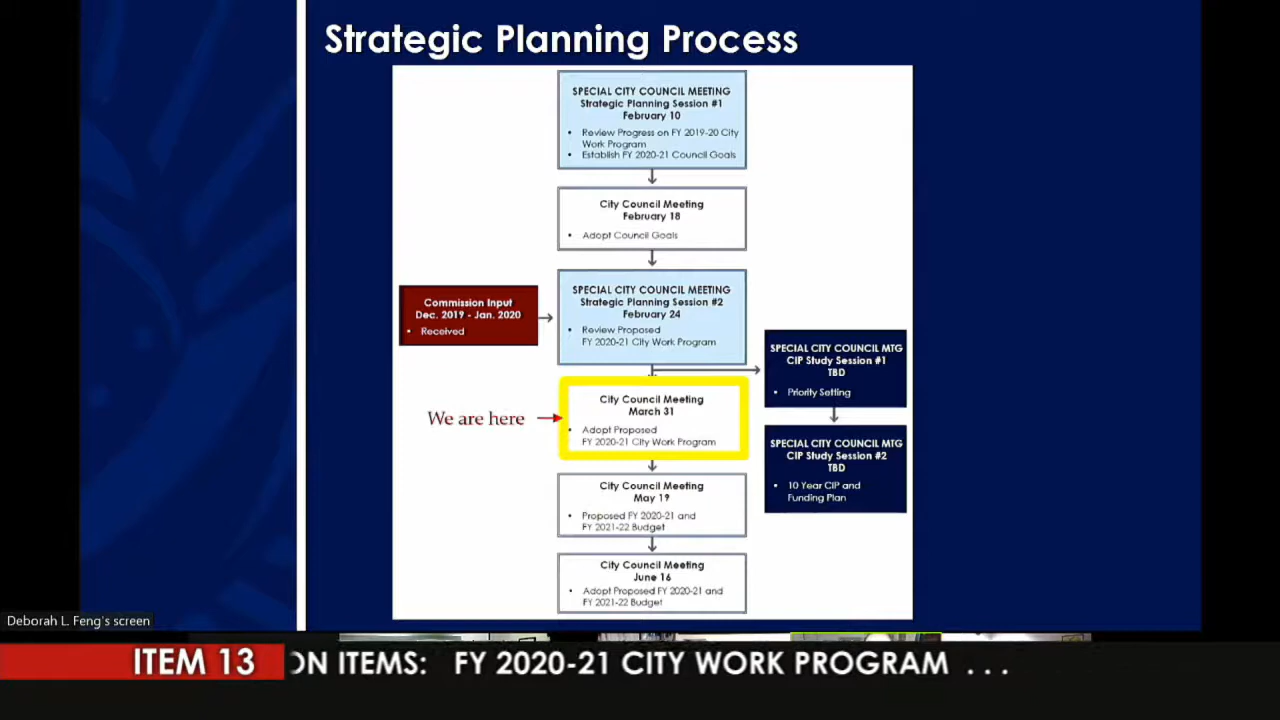 Strategic Planning Process
SPECIAL CITY COUNCIL MEETING
Strategic Planning Session #1
February 10
• Review Progress on FY 2019-20 City
Work Program
• Establish FY 2020-21 Council Goals
City Council Meeting
February 18
• Adopt Council Goals
Commission Input
Dec. 2019 - Jan. 2020
• Received
SPECIAL CITY COUNCIL MEETING
Strategic Planning Session #2
February 24
• Review Proposed
FY 2020-21 City Work Program
SPECIAL CITY COUNCIL MTG
CIP Study Session #1
TBD
• Priority Setting
We are here
City Council Meeting
March 31
• Adopt Proposed
FY 2020-21 City Work Program
SPECIAL CITY COUNCIL MTG
CIP Study Session #2
TBD
• 10 Year CIP and
Funding Plan
City Council Meeting
May 19
• Proposed FY 2020-21 and
FY 2021-22 Budget
City Council Meeting
June 16
• Adopt Proposed FY 2020-21 and
FY 2021-22 Budget
Deborah L. Feng's screen
ITEM 13
ON ITEMS: FY 2020-21 CITY WORK PROGRAM . . .